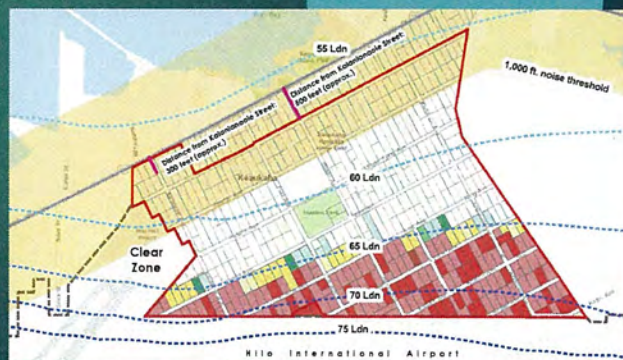 55 Ldn
1,000 ft. noise threshold
Distance from Kalanianaole Street:
800 feet (approx.)
Distance from Kalanianaole Street:
300 feet (approx.)
Keaukaha
60 Ldn
65 Ldn
Clear
Zone
70 Ldn
75 Ldn
Hilo International Airport